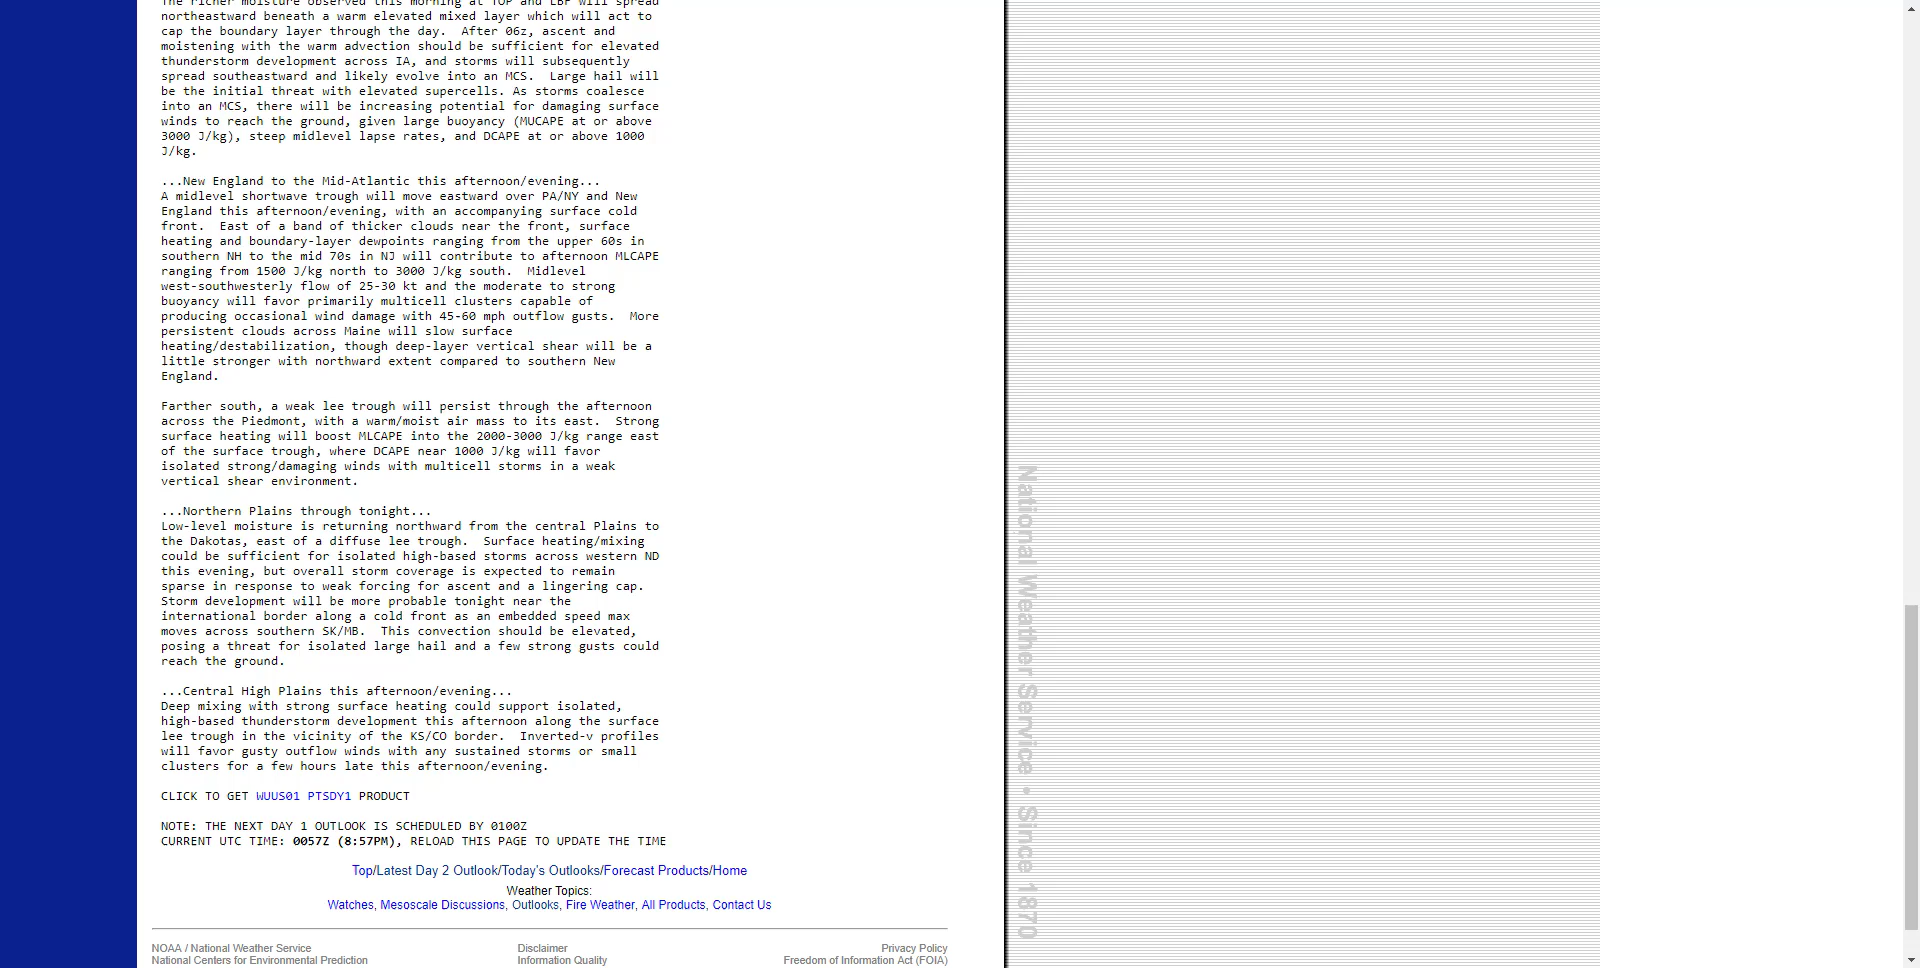 The richer moisture observed this morning at TOP and LBF will spread
northeastward beneath a warm elevated mixed layer which will act to
cap the boundary layer through the day.  After 06z, ascent and
moistening with the warm advection should be sufficient for elevated
thunderstorm development across IA, and storms will subsequently
spread southeastward and likely evolve into an MCS.  Large hail will
be the initial threat with elevated supercells. As storms coalesce
into an MCS, there will be increasing potential for damaging surface
winds to reach the ground, given large buoyancy (MUCAPE at or above
3000 J/kg), steep midlevel lapse rates, and DCAPE at or above 1000
J/kg.

...New England to the Mid-Atlantic this afternoon/evening...
A midlevel shortwave trough will move eastward over PA/NY and New
England this afternoon/evening, with an accompanying surface cold
front.  East of a band of thicker clouds near the front, surface
heating and boundary-layer dewpoints ranging from the upper 60s in
southern NH to the mid 70s in NJ will contribute to afternoon MLCAPE
ranging from 1500 J/kg north to 3000 J/kg south.  Midlevel
west-southwesterly flow of 25-30 kt and the moderate to strong
buoyancy will favor primarily multicell clusters capable of
producing occasional wind damage with 45-60 mph outflow gusts.  More
persistent clouds across Maine will slow surface
heating/destabilization, though deep-layer vertical shear will be a
little stronger with northward extent compared to southern New
England.

Farther south, a weak lee trough will persist through the afternoon
across the Piedmont, with a warm/moist air mass to its east.  Strong
surface heating will boost MLCAPE into the 2000-3000 J/kg range east
of the surface trough, where DCAPE near 1000 J/kg will favor
isolated strong/damaging winds with multicell storms in a weak
vertical shear environment.

...Northern Plains through tonight...
Low-level moisture is returning northward from the central Plains to
the Dakotas, east of a diffuse lee trough.  Surface heating/mixing
could be sufficient for isolated high-based storms across western ND
this evening, but overall storm coverage is expected to remain
sparse in response to weak forcing for ascent and a lingering cap.
Storm development will be more probable tonight near the
international border along a cold front as an embedded speed max
moves across southern SK/MB.  This convection should be elevated,
posing a threat for isolated large hail and a few strong gusts could
reach the ground.

...Central High Plains this afternoon/evening...
Deep mixing with strong surface heating could support isolated,
high-based thunderstorm development this afternoon along the surface
lee trough in the vicinity of the KS/CO border.  Inverted-v profiles
will favor gusty outflow winds with any sustained storms or small
clusters for a few hours late this afternoon/evening.

CLICK TO GET WUUS01 PTSDY1 PRODUCT

NOTE: THE NEXT DAY 1 OUTLOOK IS SCHEDULED BY 0100Z
CURRENT UTC TIME: 0057Z (8:57PM), RELOAD THIS PAGE TO UPDATE THE TIME

Top/Latest Day 2 Outlook/Today's Outlooks/Forecast Products/Home
Weather Topics:
Watches, Mesoscale Discussions, Outlooks, Fire Weather, All Products, Contact Us
NOAA / National Weather Service
National Centers for Environmental Prediction
Disclaimer
Information Quality
Privacy Policy
Freedom of Information Act (FOIA)
National Weather Service • Since 1870